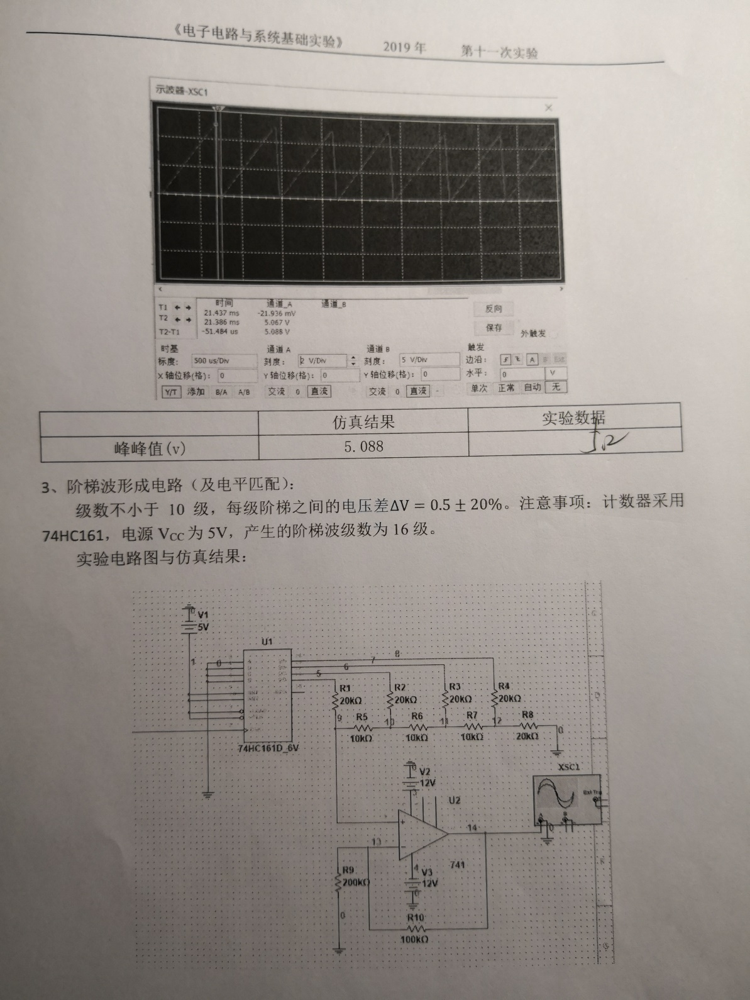 《电子电路与系统基础实验》 2019 年 第十一次实验
示波器-XSC1
时间 通道_A 通道_B
T1 21.437 ms -21.936 mV
T2 21.386 ms 5.067 V
T2-T1 -51.484 us 5.088 V
反向
保存
外触发
时基 通道 A 通道 B 触发
标度: 500 us/Div 刻度: 2 V/Div 刻度: 5 V/Div 边沿: A
X 轴位移(格): 0 Y 轴位移(格): 0 Y 轴位移(格): 0 水平: 0 V
Y/T 添加 B/A A/B 交流 0 直流 交流 0 直流 - 单次 正常 自动 无
仿真结果 实验数据
峰峰值(v) 5.088
3、阶梯波形成电路（及电平匹配）：
级数不小于 10 级，每级阶梯之间的电压差ΔV = 0.5 ± 20%。注意事项：计数器采用
74HC161，电源 VCC 为 5V，产生的阶梯波级数为 16 级。
实验电路图与仿真结果：
V1
5V
U1
1 0
8
7
6
5
R1 R2 R3 R4
20kΩ 20kΩ 20kΩ 20kΩ
9 R5 10 R6 11 R7 12 R8
10kΩ 10kΩ 10kΩ 20kΩ 0
74HC161D_6V
XSC1
V2
12V
U2
Ext Trig
14
13
741
4 V3
12V
R9
200kΩ
0
R10
100kΩ